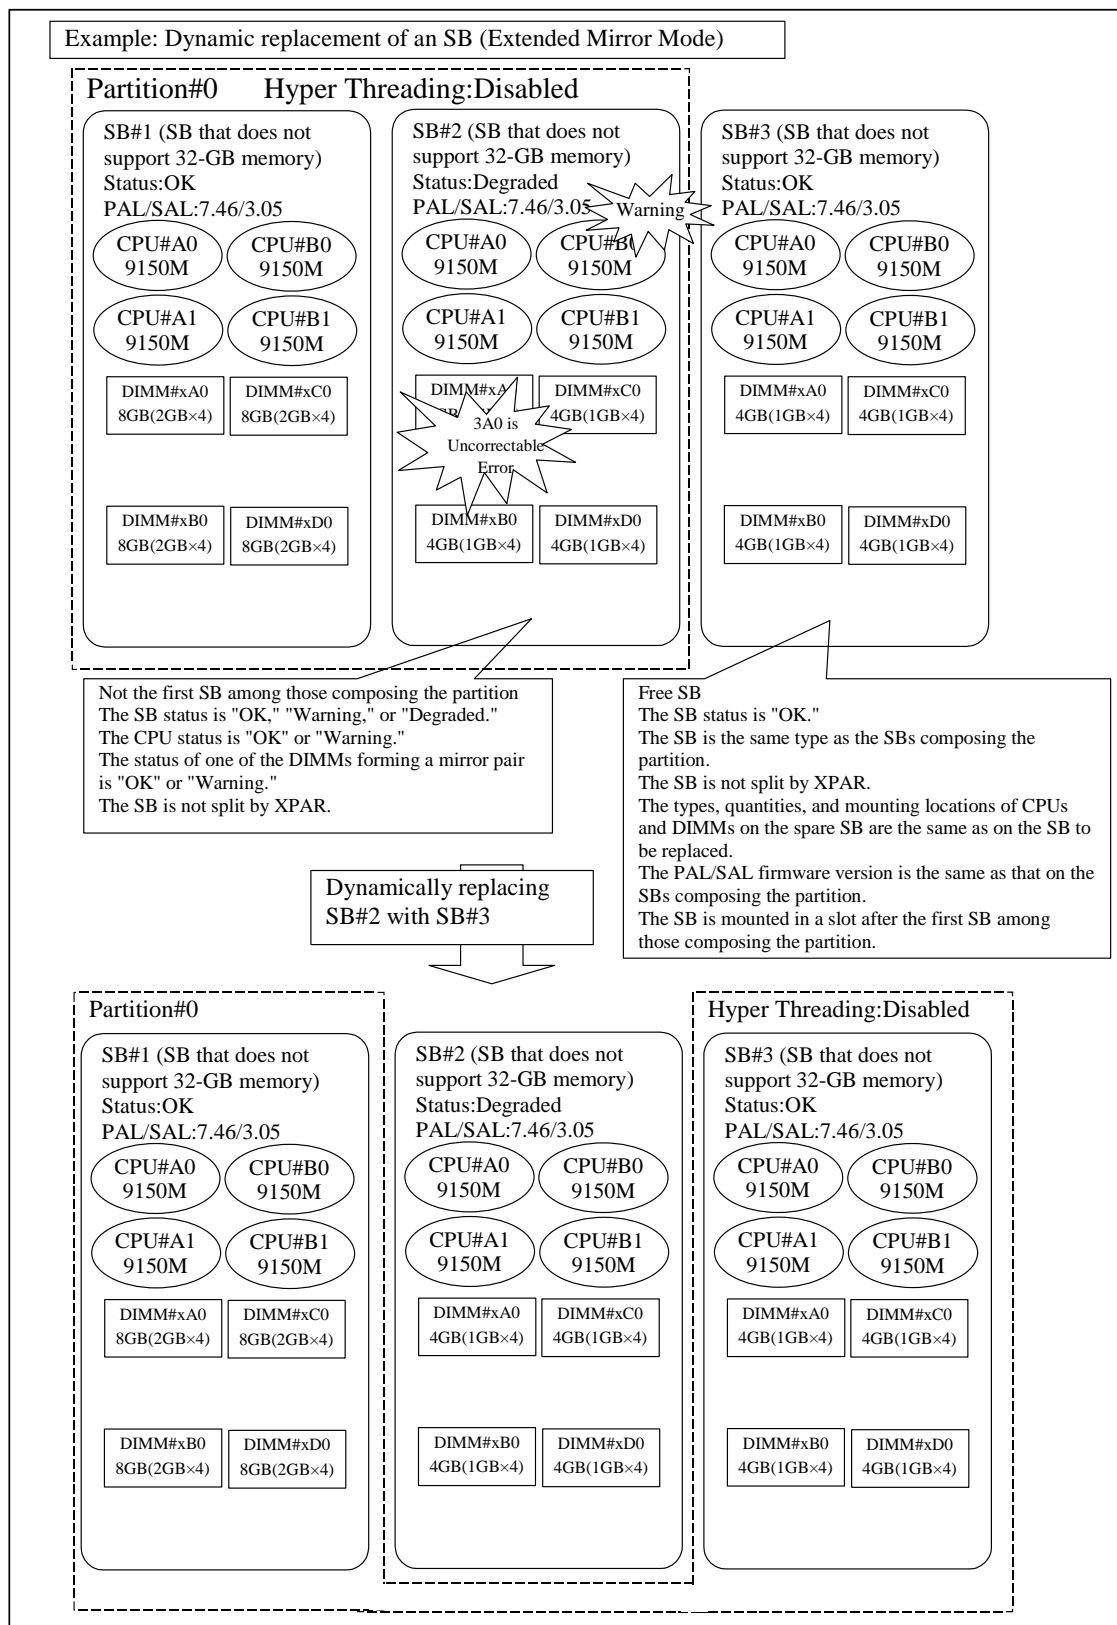 Example: Dynamic replacement of an SB (Extended Mirror Mode)
Partition#0 Hyper Threading:Disabled
SB#1 (SB that does not
support 32-GB memory)
Status:OK
PAL/SAL:7.46/3.05
CPU#A0
9150M
CPU#B0
9150M
CPU#A1
9150M
CPU#B1
9150M
DIMM#xA0
8GB(2GB×4)
DIMM#xC0
8GB(2GB×4)
DIMM#xB0
8GB(2GB×4)
DIMM#xD0
8GB(2GB×4)
SB#2 (SB that does not
support 32-GB memory)
Status:Degraded
PAL/SAL:7.46/3.05
Warning
CPU#A0
9150M
CPU#B0
9150M
CPU#A1
9150M
CPU#B1
9150M
DIMM#xA
3A0 is
Uncorrectable
Error
DIMM#xC0
4GB(1GB×4)
DIMM#xB0
4GB(1GB×4)
DIMM#xD0
4GB(1GB×4)
SB#3 (SB that does not
support 32-GB memory)
Status:OK
PAL/SAL:7.46/3.05
CPU#A0
9150M
CPU#B0
9150M
CPU#A1
9150M
CPU#B1
9150M
DIMM#xA0
4GB(1GB×4)
DIMM#xC0
4GB(1GB×4)
DIMM#xB0
4GB(1GB×4)
DIMM#xD0
4GB(1GB×4)
Not the first SB among those composing the partition
The SB status is "OK," "Warning," or "Degraded."
The CPU status is "OK" or "Warning."
The status of one of the DIMMs forming a mirror pair
is "OK" or "Warning."
The SB is not split by XPAR.
Free SB
The SB status is "OK."
The SB is the same type as the SBs composing the
partition.
The SB is not split by XPAR.
The types, quantities, and mounting locations of CPUs
and DIMMs on the spare SB are the same as on the SB to
be replaced.
The PAL/SAL firmware version is the same as that on the
SBs composing the partition.
The SB is mounted in a slot after the first SB among
those composing the partition.
Dynamically replacing
SB#2 with SB#3
Partition#0
Hyper Threading:Disabled
SB#1 (SB that does not
support 32-GB memory)
Status:OK
PAL/SAL:7.46/3.05
CPU#A0
9150M
CPU#B0
9150M
CPU#A1
9150M
CPU#B1
9150M
DIMM#xA0
8GB(2GB×4)
DIMM#xC0
8GB(2GB×4)
DIMM#xB0
8GB(2GB×4)
DIMM#xD0
8GB(2GB×4)
SB#2 (SB that does not
support 32-GB memory)
Status:Degraded
PAL/SAL:7.46/3.05
CPU#A0
9150M
CPU#B0
9150M
CPU#A1
9150M
CPU#B1
9150M
DIMM#xA0
4GB(1GB×4)
DIMM#xC0
4GB(1GB×4)
DIMM#xB0
4GB(1GB×4)
DIMM#xD0
4GB(1GB×4)
SB#3 (SB that does not
support 32-GB memory)
Status:OK
PAL/SAL:7.46/3.05
CPU#A0
9150M
CPU#B0
9150M
CPU#A1
9150M
CPU#B1
9150M
DIMM#xA0
4GB(1GB×4)
DIMM#xC0
4GB(1GB×4)
DIMM#xB0
4GB(1GB×4)
DIMM#xD0
4GB(1GB×4)